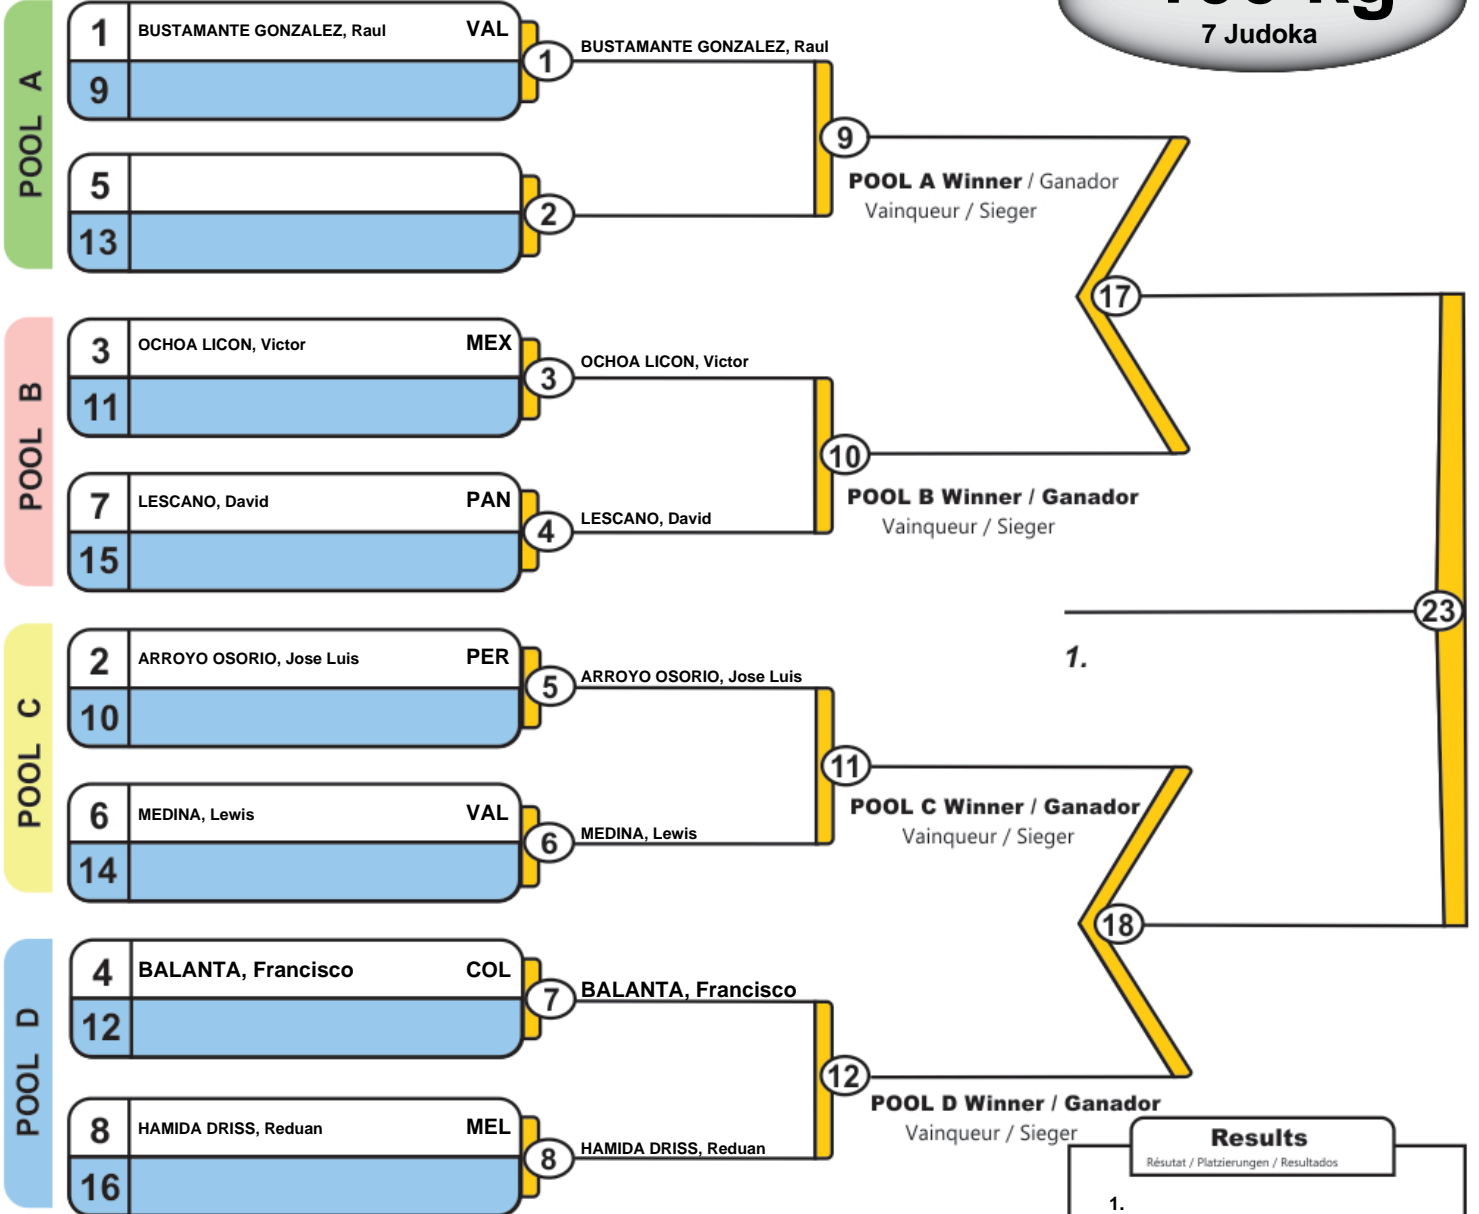 7 Judoka
POOL A
1 BUSTAMANTE GONZALEZ, Raul VAL
9
1
BUSTAMANTE GONZALEZ, Raul
5
13
2
9
POOL A Winner / Ganador
Vainqueur / Sieger
17
POOL B
3 OCHOA LICON, Victor MEX
11
3
OCHOA LICON, Victor
7 LESCANO, David PAN
15
4
LESCANO, David
10
POOL B Winner / Ganador
Vainqueur / Sieger
23
1.
POOL C
2 ARROYO OSORIO, Jose Luis PER
10
5
ARROYO OSORIO, Jose Luis
6 MEDINA, Lewis VAL
14
6
MEDINA, Lewis
11
POOL C Winner / Ganador
Vainqueur / Sieger
18
POOL D
4 BALANTA, Francisco COL
12
7
BALANTA, Francisco
8 HAMIDA DRISS, Reduan MEL
16
8
HAMIDA DRISS, Reduan
12
POOL D Winner / Ganador
Vainqueur / Sieger
Results
Résutat / Platzierungen / Resultados
1.